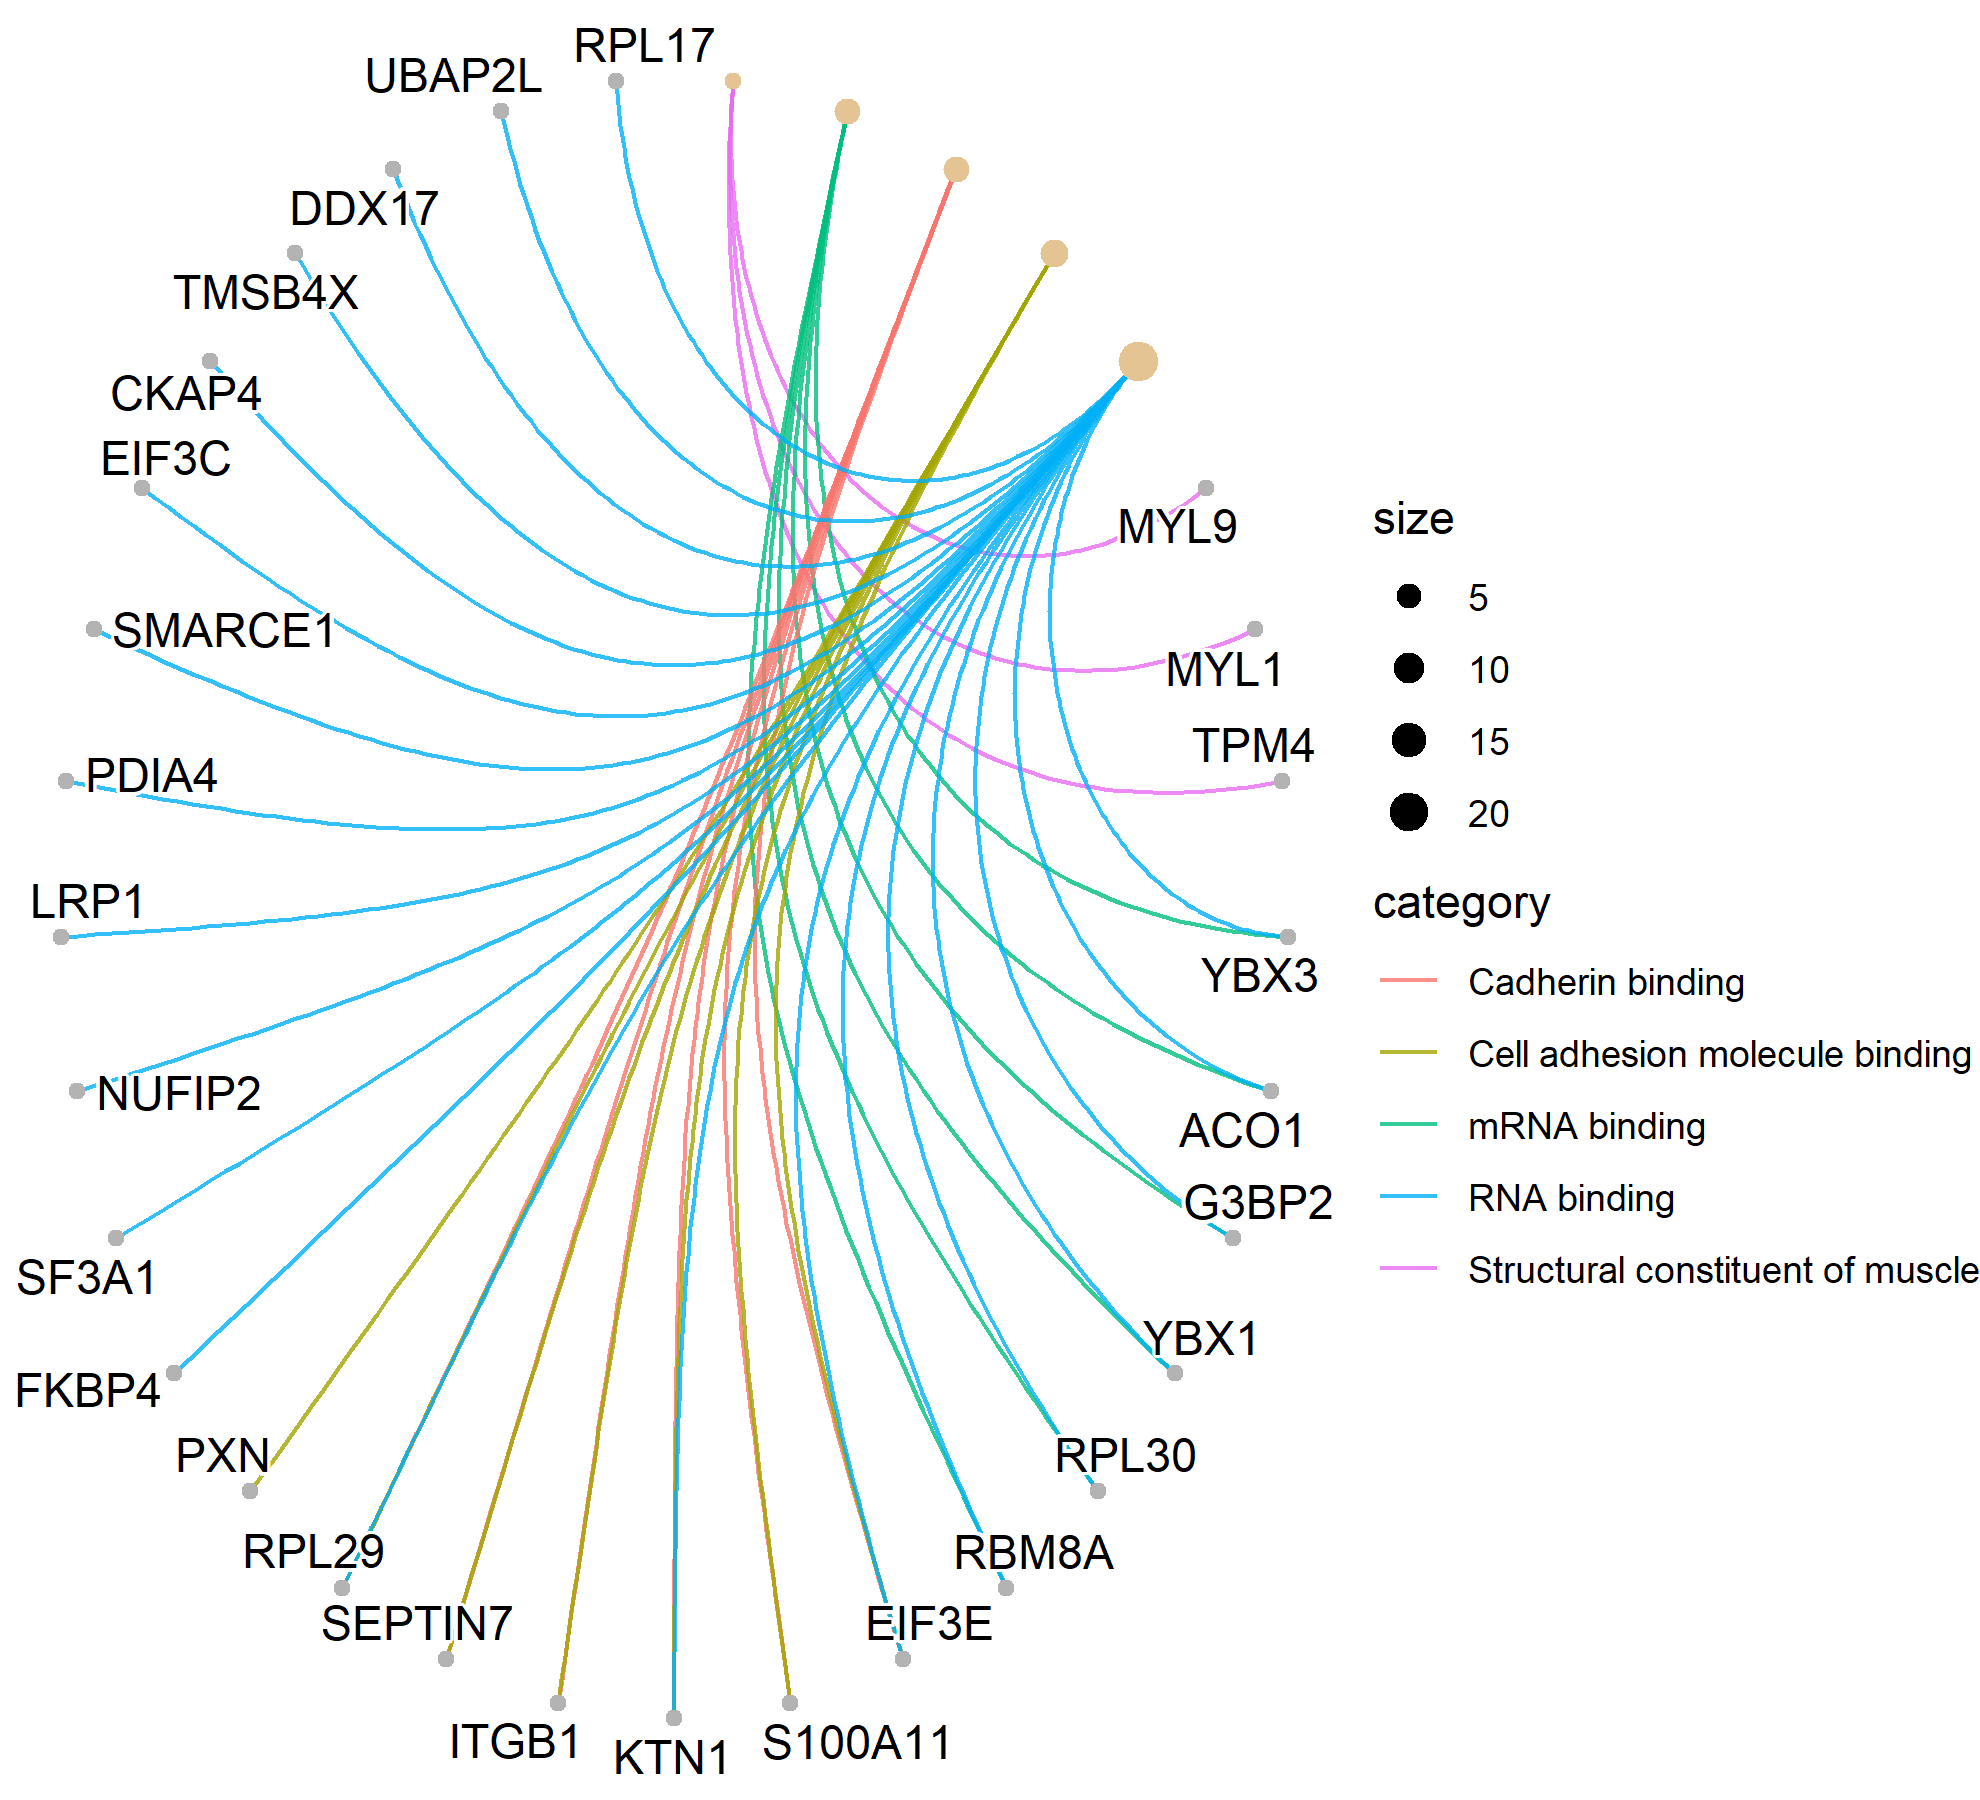 RPL17
UBAP2L
DDX17
TMSB4X
CKAP4
EIF3C
SMARCE1
PDIA4
LRP1
NUFIP2
SF3A1
FKBP4
PXN
RPL29
SEPTIN7
ITGB1
KTN1
S100A11
EIF3E
RBM8A
RPL30
YBX1
G3BP2
ACO1
YBX3
TPM4
MYL1
MYL9
size
5
10
15
20
category
Cadherin binding
Cell adhesion molecule binding
mRNA binding
RNA binding
Structural constituent of muscle